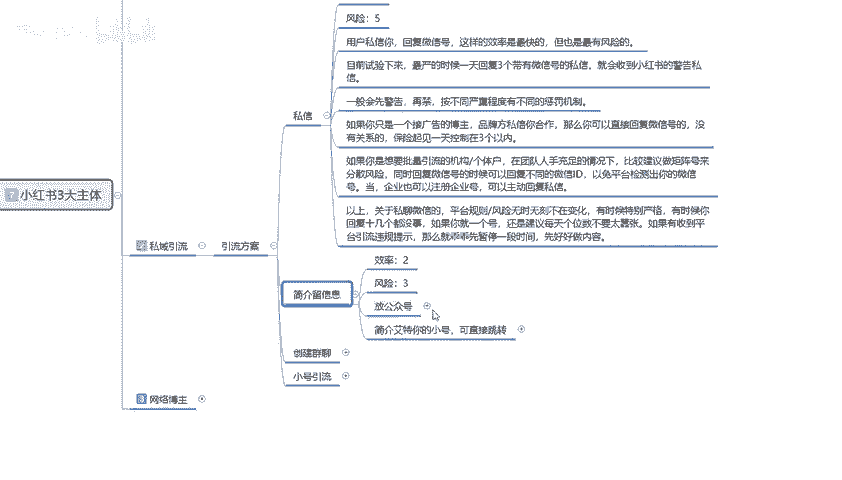 风险：5
用户私信你，回复微信号，这样的效率是最快的，但也是最有风险的。
目前试验下来，最严的时候一天回复3个带有微信号的私信，就会收到小红书的警告私
信。
一般会先警告，再禁，按不同严重程度有不同的惩罚机制。
私信
如果你只是一个接广告的博主，品牌方私信你合作，那么你可以直接回复微信号的，没
有关系的，保险起见一天控制在3个以内。
如果你是想要批量引流的机构/个体户，在团队人手充足的情况下，比较建议做矩阵号来
分散风险，同时回复微信号的时候可以回复不同的微信ID，以免平台检测出你的微信
号。当，企业也可以注册企业号，可以主动回复私信。
7 小红书3大主体
以上，关于私聊微信的，平台规则/风险无时无刻不在变化，有时候特别严格，有时候你
回复十几个都没事，如果你就一个号，还是建议每天个位数不要太嚣张。如果有收到平
台引流违规提示，那么就乖乖先暂停一段时间，先好好做内容。
私域引流
引流方案
效率：2
风险：3
简介留信息
放公众号
简介艾特你的小号，可直接跳转
创建群聊
小号引流
网络博主